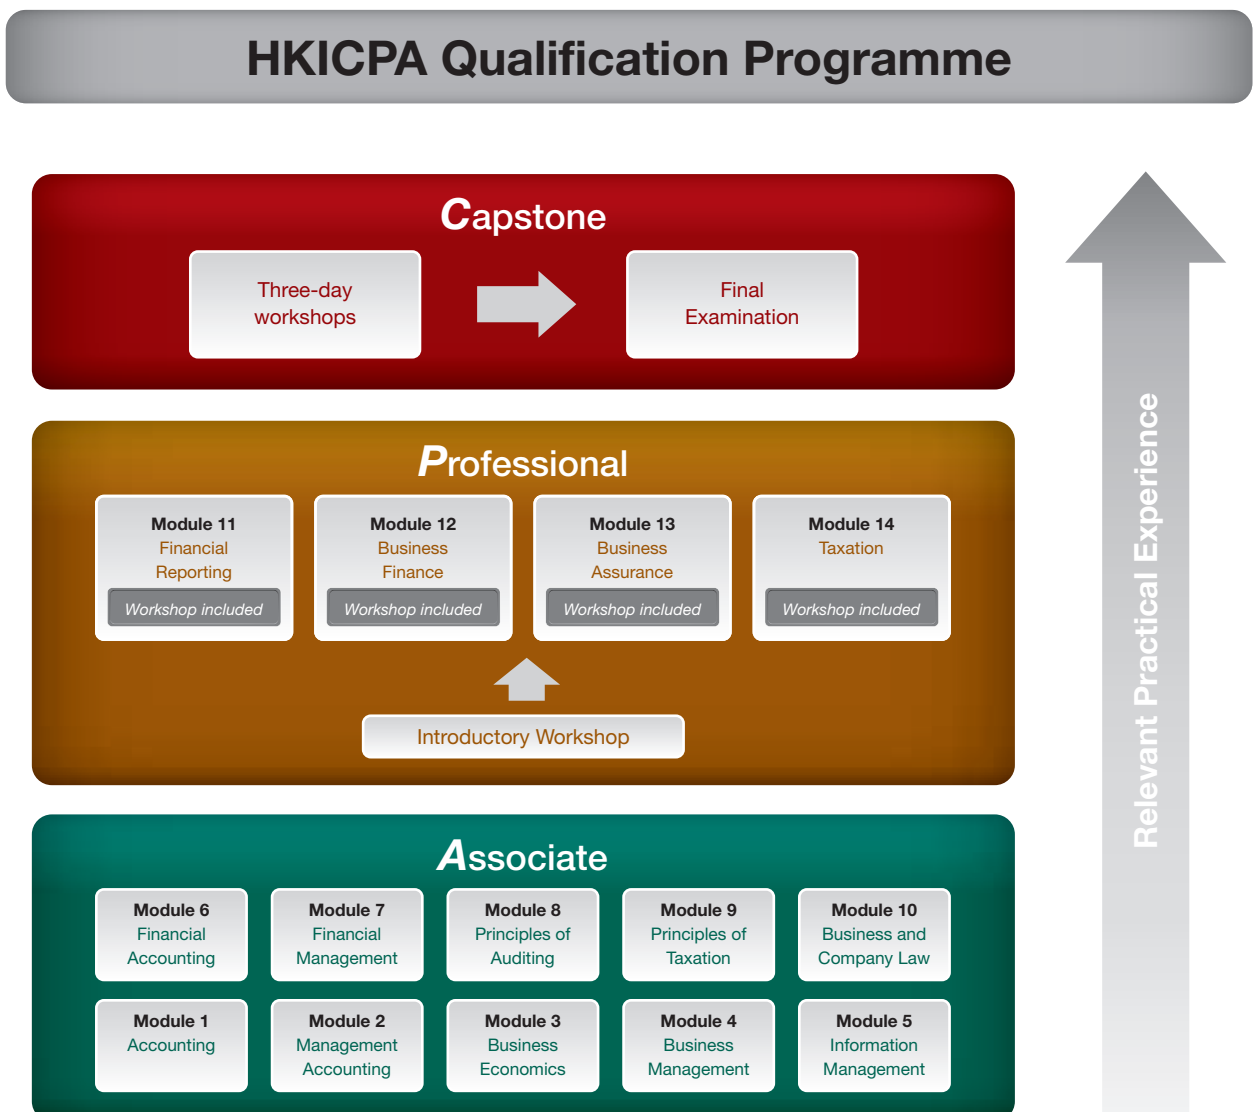 HKICPA Qualification Programme
Capstone
Three-day
workshops
Final
Examination
Professional
Module 11
Financial
Reporting
Workshop included
Module 12
Business
Finance
Workshop included
Module 13
Business
Assurance
Workshop included
Module 14
Taxation
Workshop included
Introductory Workshop
Associate
Module 6
Financial
Accounting
Module 7
Financial
Management
Module 8
Principles of
Auditing
Module 9
Principles of
Taxation
Module 10
Business and
Company Law
Module 1
Accounting
Module 2
Management
Accounting
Module 3
Business
Economics
Module 4
Business
Management
Module 5
Information
Management
Relevant Practical Experience